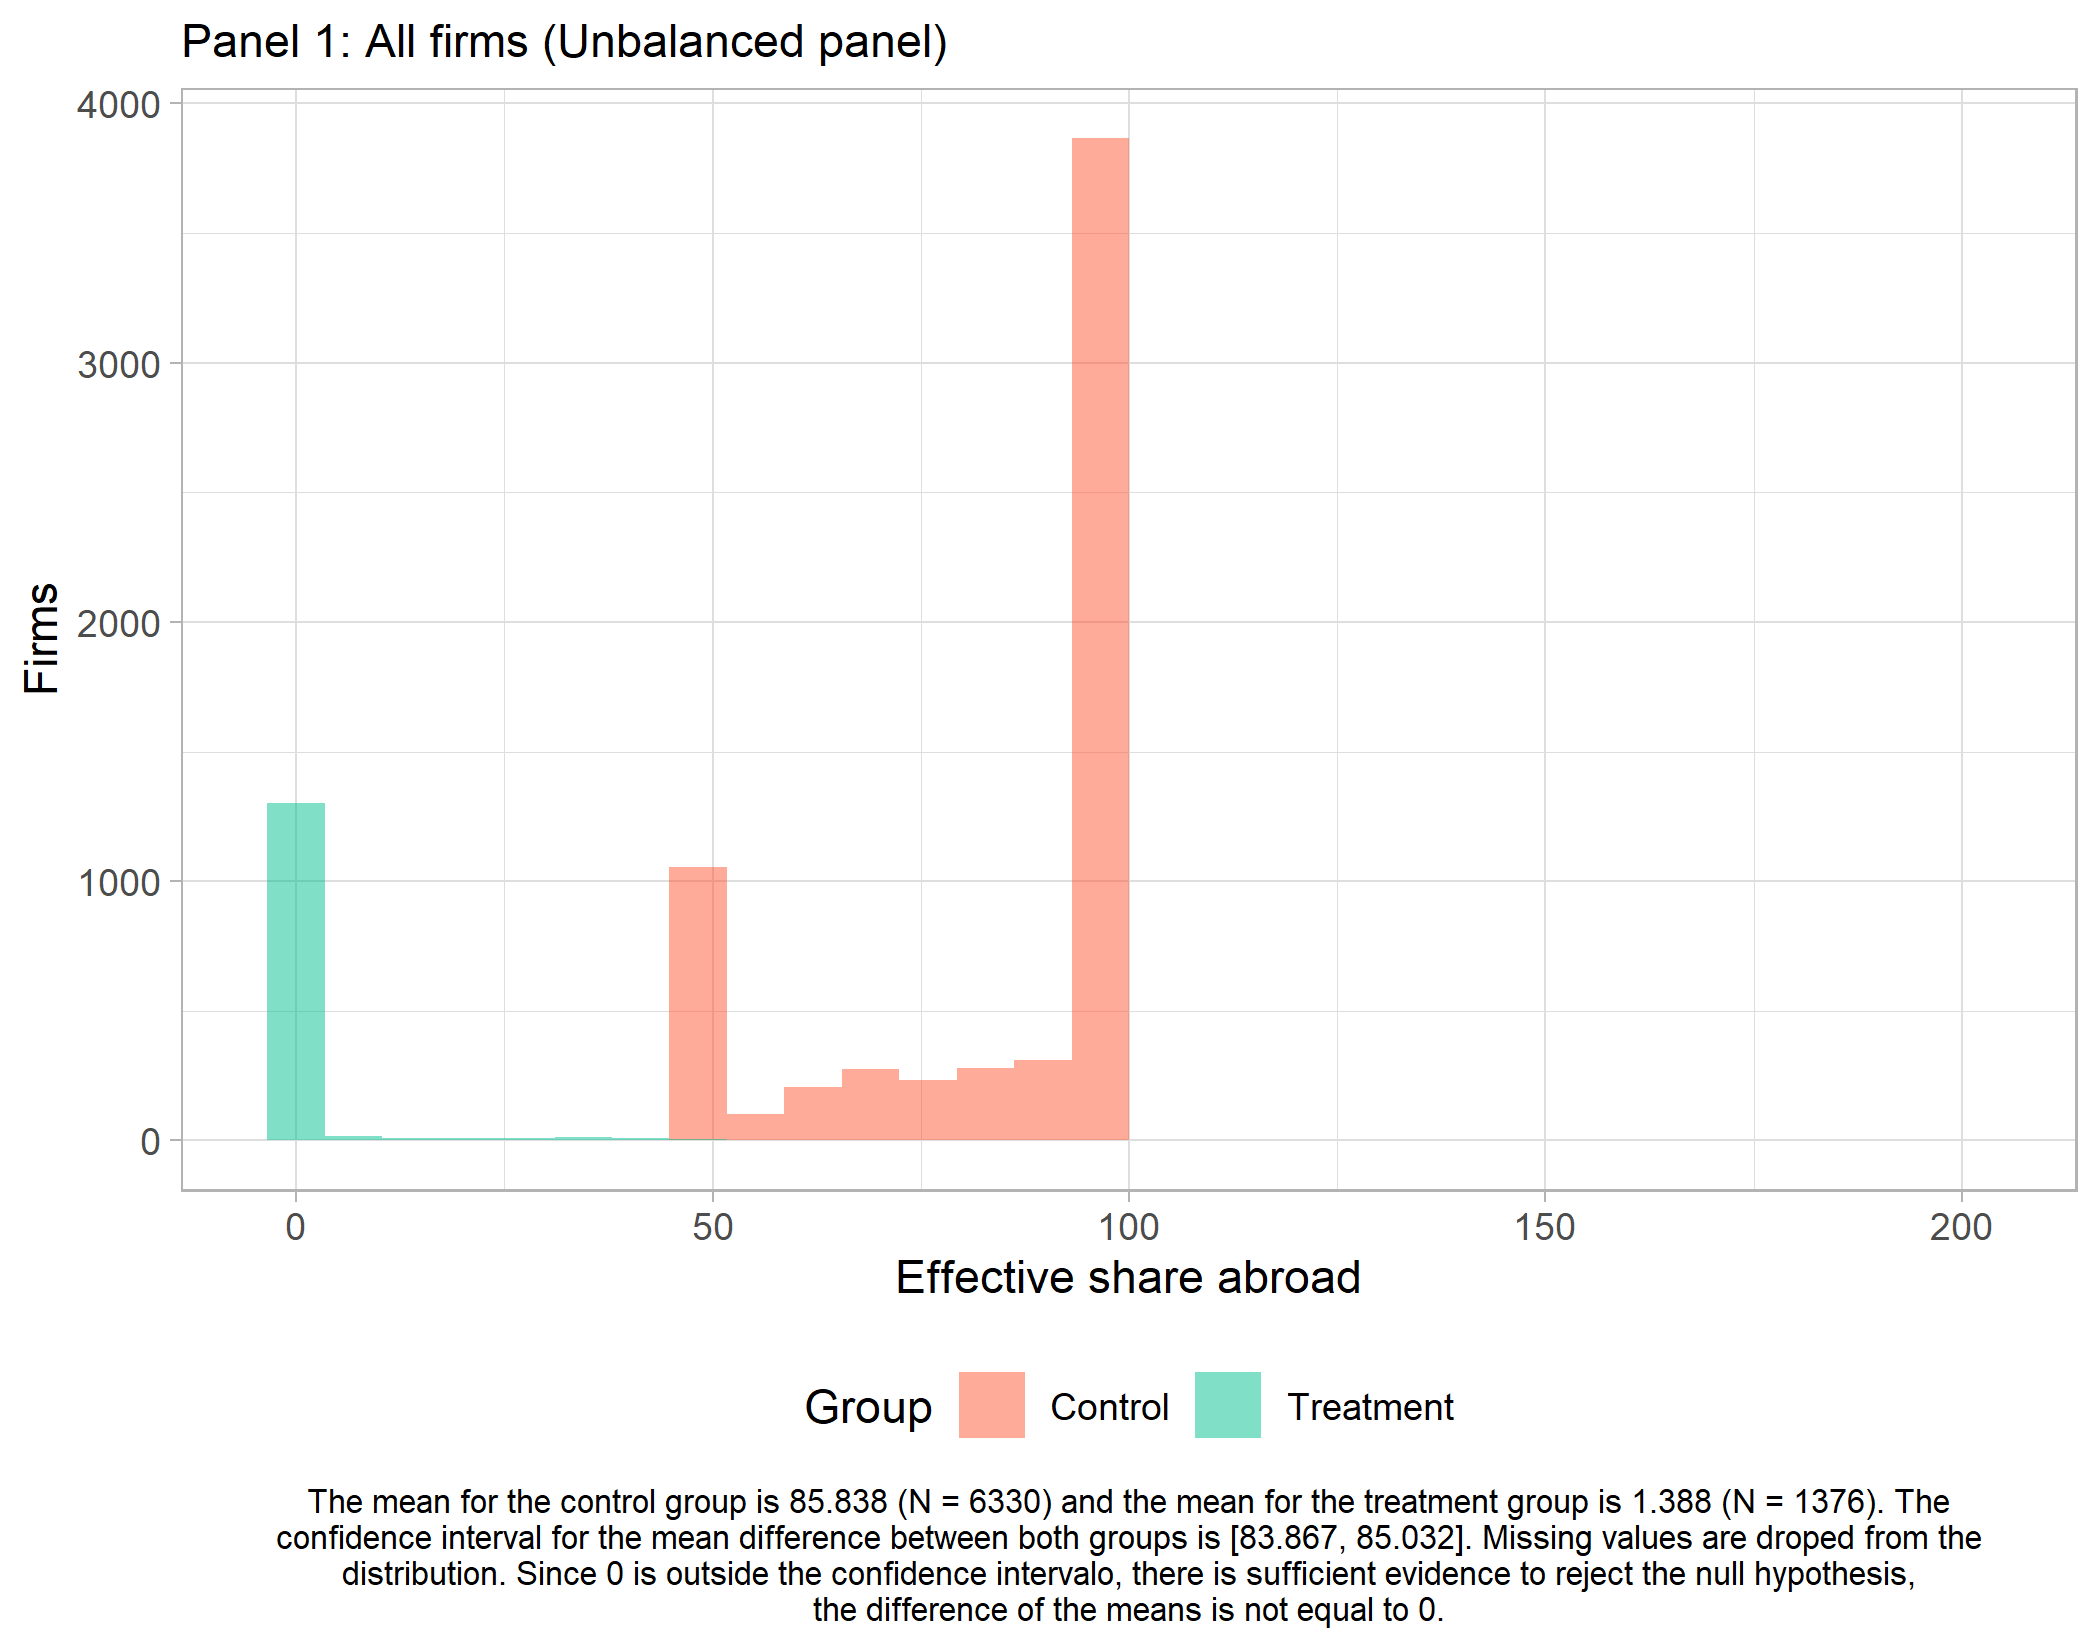 Panel 1: All firms (Unbalanced panel)
4000
3000
2000
1000
0
Firms
0 50 100 150 200
Effective share abroad
Group Control Treatment
The mean for the control group is 85.838 (N = 6330) and the mean for the treatment group is 1.388 (N = 1376). The
confidence interval for the mean difference between both groups is [83.867, 85.032]. Missing values are droped from the
distribution. Since 0 is outside the confidence intervalo, there is sufficient evidence to reject the null hypothesis,
the difference of the means is not equal to 0.